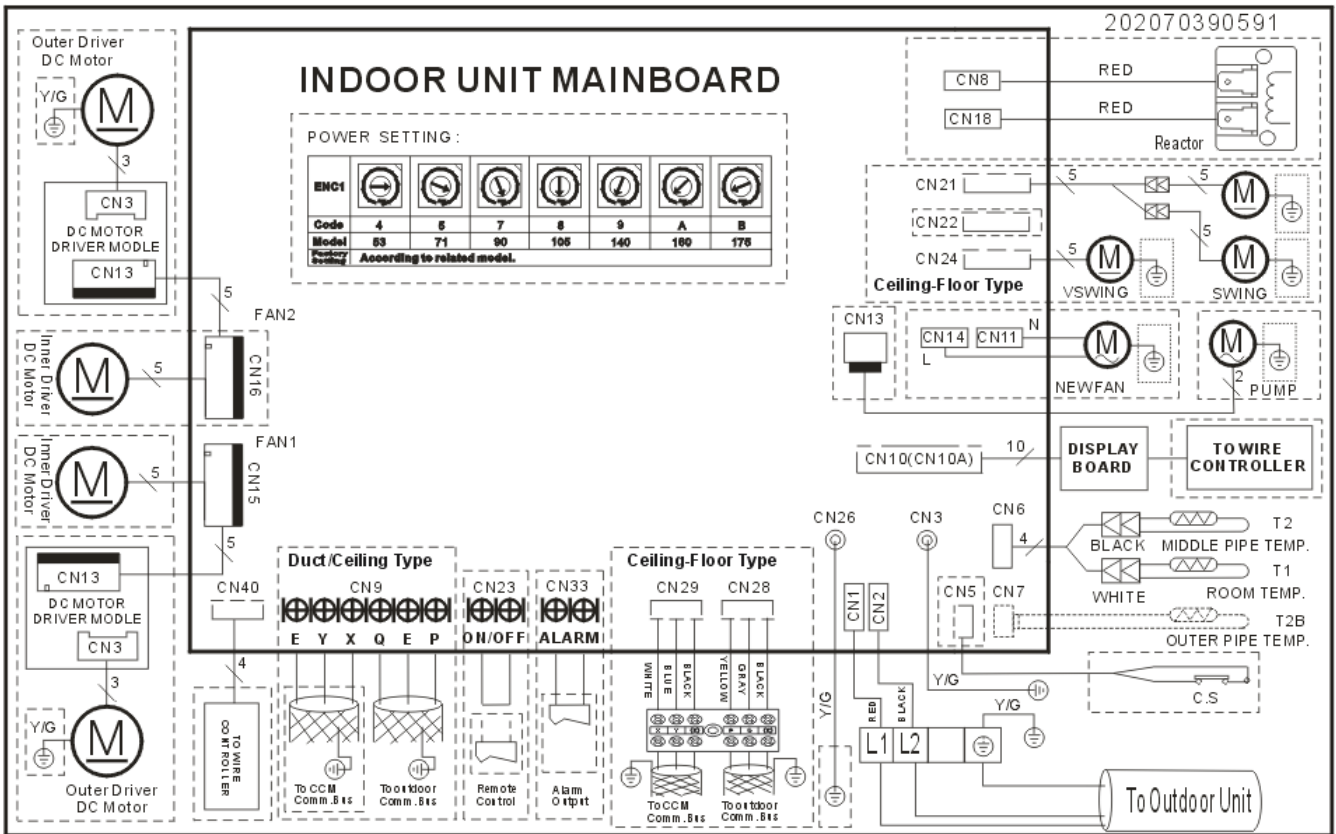 202070390591
Outer Driver
DC Motor
Y/G
M
3
CN3
DC MOTOR
DRIVER MODLE
CN13
5
FAN2
Inner Driver
DC Motor
M
5
CN16
FAN1
Inner Driver
DC Motor
M
5
CN15
5
CN13
DC MOTOR
DRIVER MODLE
CN3
3
Y/G
M
Outer Driver
DC Motor
INDOOR UNIT MAINBOARD
POWER SETTING :
ENC1
Code 4 5 7 8 9 A B
Model 53 71 90 105 140 160 175
Factory Setting According to related model.
CN8 RED
CN18 RED
Reactor
CN21 5 5 M
CN22
5
CN24 5 M M
Ceiling-Floor Type VSWING SWING
CN13
CN14 CN11 N
L
M
NEWFAN
M
2
PUMP
CN10(CN10A) 10
DISPLAY
BOARD
TO WIRE
CONTROLLER
CN26
CN3
CN6
4
T2
BLACK MIDDLE PIPE TEMP.
T1
WHITE ROOM TEMP.
CN5 CN7
T2B
OUTER PIPE TEMP.
C.S
CN1
CN2
RED
BLACK
Y/G
Y/G
Y/G
L1 L2
To Outdoor Unit
CN40
4
TO WIRE
CONTROLLER
Duct/Ceiling Type
CN9
E Y X Q E P
To CCM
Comm.Bus
To outdoor
Comm.Bus
CN23
ON/OFF
Remote
Control
CN33
ALARM
Alarm
Output
Ceiling-Floor Type
CN29 CN28
WHITE
BLUE
BLACK
YELLOW
GRAY
BLACK
X Y P
To CCM
Comm.Bus
To outdoor
Comm.Bus